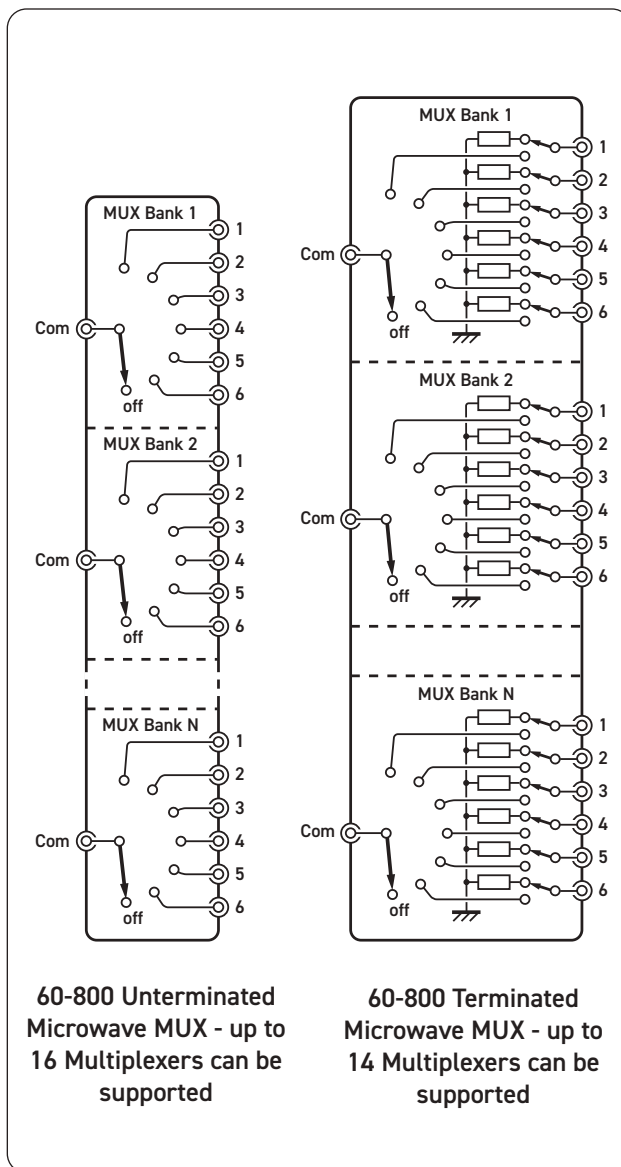 MUX Bank 1
1
2
3
Com
4
5
off
6
MUX Bank 2
1
2
3
Com
4
5
off
6
MUX Bank N
1
2
3
Com
4
5
off
6
60-800 Unterminated
Microwave MUX - up to
16 Multiplexers can be
supported
MUX Bank 1
1
2
3
Com
4
5
6
off
MUX Bank 2
1
2
3
Com
4
5
6
off
MUX Bank N
1
2
3
Com
4
5
6
off
60-800 Terminated
Microwave MUX - up to
14 Multiplexers can be
supported